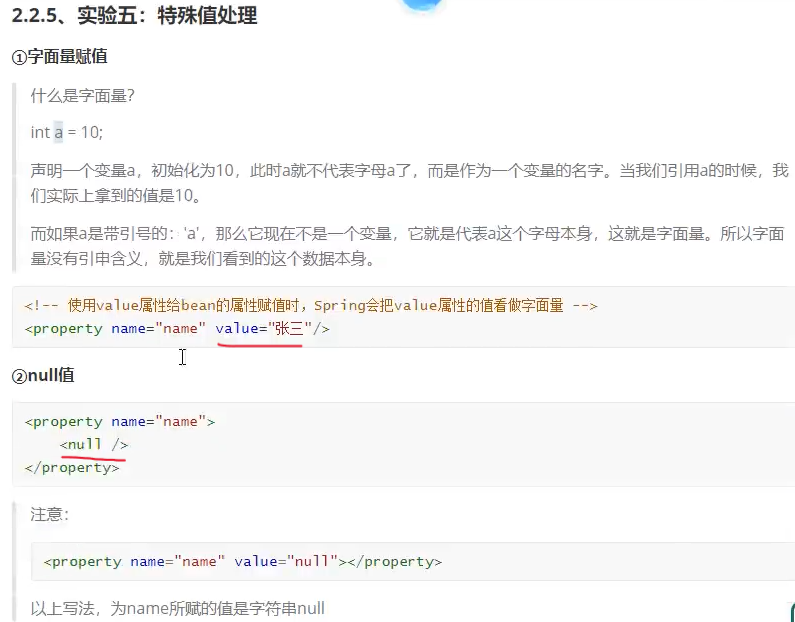 2.2.5、实验五：特殊值处理
①字面量赋值
什么是字面量？
int a = 10;
声明一个变量a，初始化为10，此时a就不代表字母a了，而是作为一个变量的名字。当我们引用a的时候，我
们实际上拿到的值是10。
而如果a是带引号的：'a'，那么它现在不是一个变量，它就是代表a这个字母本身，这就是字面量。所以字面
量没有引申含义，就是我们看到的这个数据本身。
<!-- 使用value属性给bean的属性赋值时，Spring会把value属性的值看做字面量 -->
<property name="name" value="张三"/>
②null值
<property name="name">
<null />
</property>
注意：
<property name="name" value="null"></property>
以上写法，为name所赋的值是字符串null